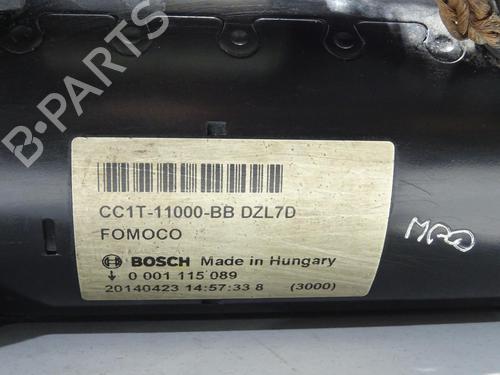 B-PARTS
CC1T-11000-BB DZL7D
FOMOCO
BOSCH Made in Hungary
0 001 115 089
20140423 14:57:33 8 (3000)